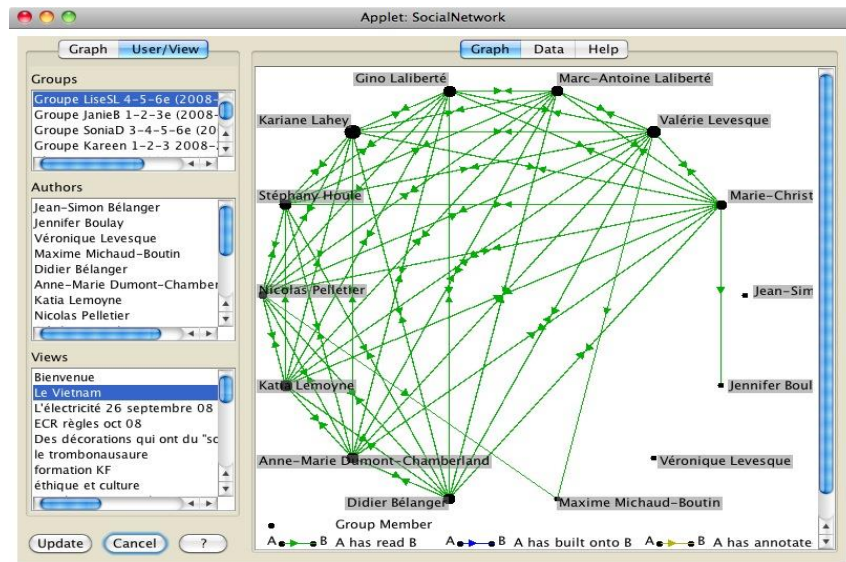 Applet: SocialNetwork
Graph User/View
Groups
Groupe LiseSL 4-5-6e (2008-
Groupe JanieB 1-2-3e (2008-
Groupe SoniaD 3-4-5-6e (20
Groupe Kareen 1-2-3 2008-
Authors
Jean-Simon Bélanger
Jennifer Boulay
Véronique Levesque
Maxime Michaud-Boutin
Didier Bélanger
Anne-Marie Dumont-Chamber
Katia Lemoyne
Nicolas Pelletier
Views
Bienvenue
Le Vietnam
L'électricité 26 septembre 08
ECR règles oct 08
Des décorations qui ont du "sc
le trombonausaure
formation KF
éthique et culture
Update Cancel ?
Graph Data Help
Gino Laliberté
Marc-Antoine Laliberté
Kariane Lahey
Valérie Levesque
Stéphany Houle
Marie-Christ
Nicolas Pelletier
Jean-Sim
Katia Lemoyne
Jennifer Boul
Anne-Marie Dumont-Chamberland
Véronique Levesque
Didier Bélanger
Maxime Michaud-Boutin
Group Member
A B A has read B A B A has built onto B A B A has annotate